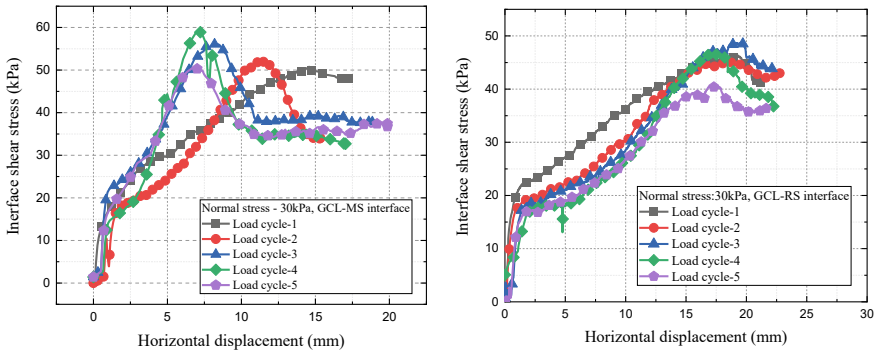 60
50
40
30
20
10
0
Inerface shear stress (kPa)
Normal stress - 30kPa, GCL-MS interface
Load cycle-1
Load cycle-2
Load cycle-3
Load cycle-4
Load cycle-5
0 5 10 15 20
Horizontal displacement (mm)
50
40
30
20
10
0
Interface shear stress (kPa)
Normal stress:30kPa, GCL-RS interface
Load cycle-1
Load cycle-2
Load cycle-3
Load cycle-4
Load cycle-5
0 5 10 15 20 25 30
Horizontal displacement (mm)